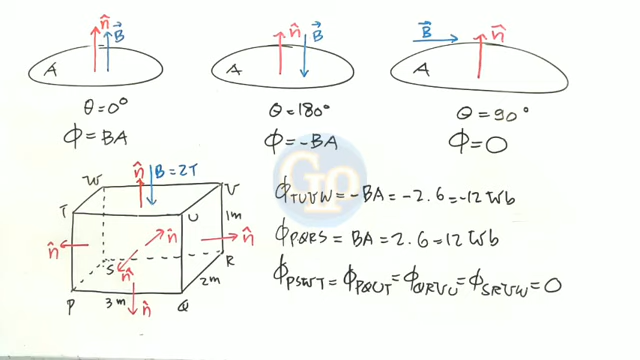 n̂ B⃗
A
θ=0°
Φ=BA
n̂ B⃗
A
θ=180°
Φ=-BA
B⃗ n̂
A
θ=90°
Φ=0
W n̂ B=2T V
T U 1m
n̂ n̂ n̂
S n̂ R
P 3m Q 2m
n̂
Φ_TUVW=-BA=-2.6=-12 Wb
Φ_PQRS=BA=2.6=12 Wb
Φ_PSWT=Φ_PQUT=Φ_QRVU=Φ_SRVW=0
Go